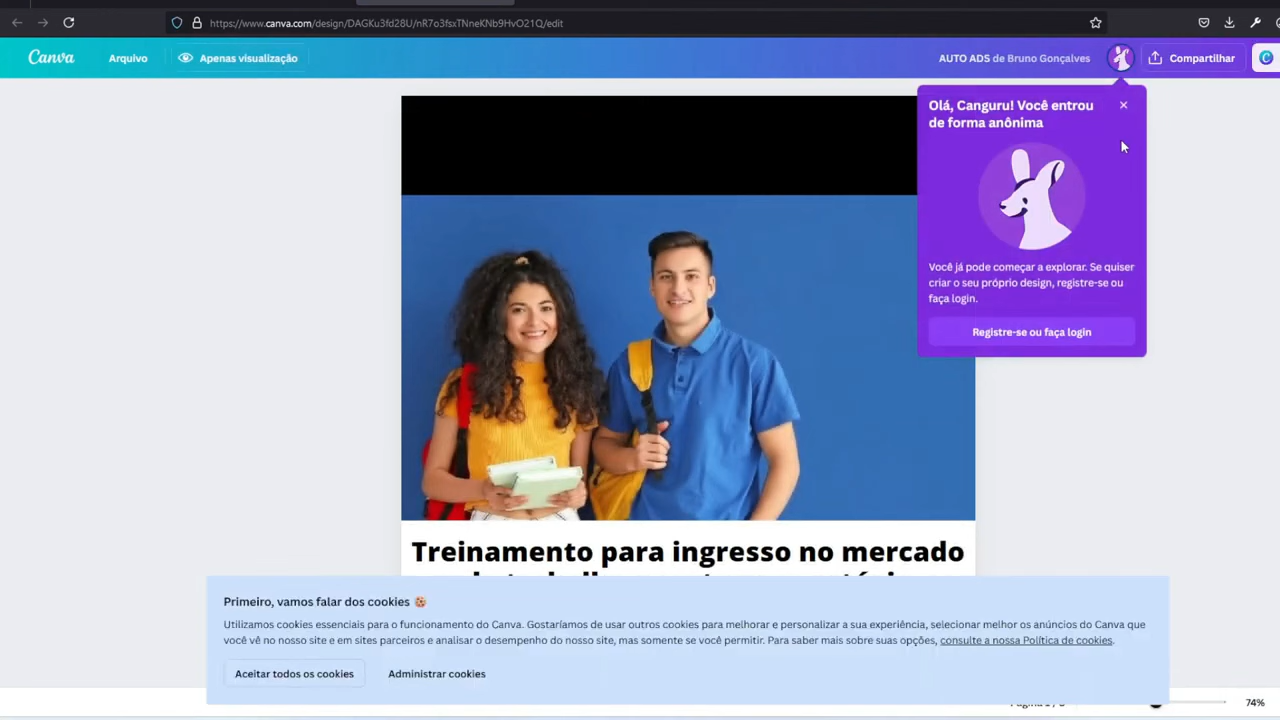 https://www.canva.com/design/DAGKu3fd28U/nR7o3fsxTNneKNb9HvO21Q/edit
Canva
Arquivo
Apenas visualização
AUTO ADS de Bruno Gonçalves
Compartilhar
Olá, Canguru! Você entrou
de forma anônima
Você já pode começar a explorar. Se quiser
criar o seu próprio design, registre-se ou
faça login.
Registre-se ou faça login
Treinamento para ingresso no mercado
Primeiro, vamos falar dos cookies 🍪
Utilizamos cookies essenciais para o funcionamento do Canva. Gostaríamos de usar outros cookies para melhorar e personalizar a sua experiência, selecionar melhor os anúncios do Canva que
você vê no nosso site e em sites parceiros e analisar o desempenho do nosso site, mas somente se você permitir. Para saber mais sobre suas opções, consulte a nossa Política de cookies.
Aceitar todos os cookies
Administrar cookies
74%